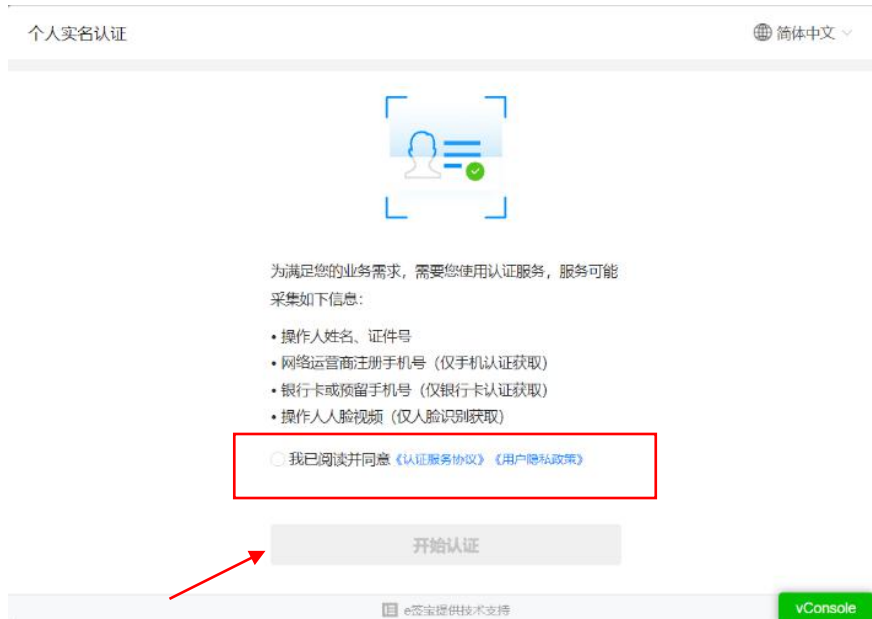 个人实名认证
简体中文
为满足您的业务需求，需要您使用认证服务，服务可能
采集如下信息：
• 操作人姓名、证件号
• 网络运营商注册手机号（仅手机认证获取）
• 银行卡或预留手机号（仅银行卡认证获取）
• 操作人人脸视频（仅人脸识别获取）
我已阅读并同意《认证服务协议》《用户隐私政策》
开始认证
e签宝提供技术支持
vConsole